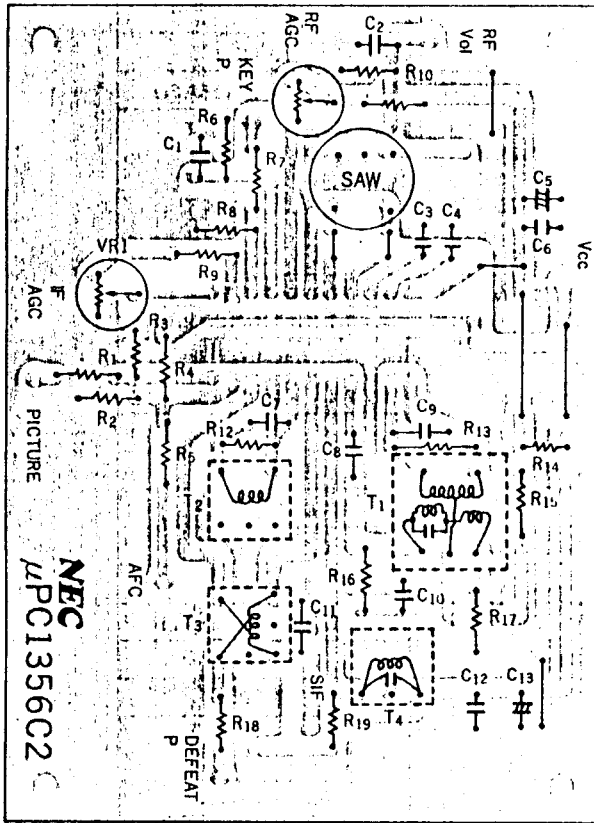 C2
RF
Vol
RF
AGC
R10
KEY
P
R6
C1
R7
SAW
C5
C6
R8
C3
C4
Vcc
VR1
R9
IF
AGC
R3
R1
R4
R2
PICTURE
R12
C9
R13
R5
C8
R14
R15
T1
AFC
R16
C10
R17
C11
T3
SIF
C12
C13
T4
R18
R19
DEFEAT
P
NEC
μPC1356C2